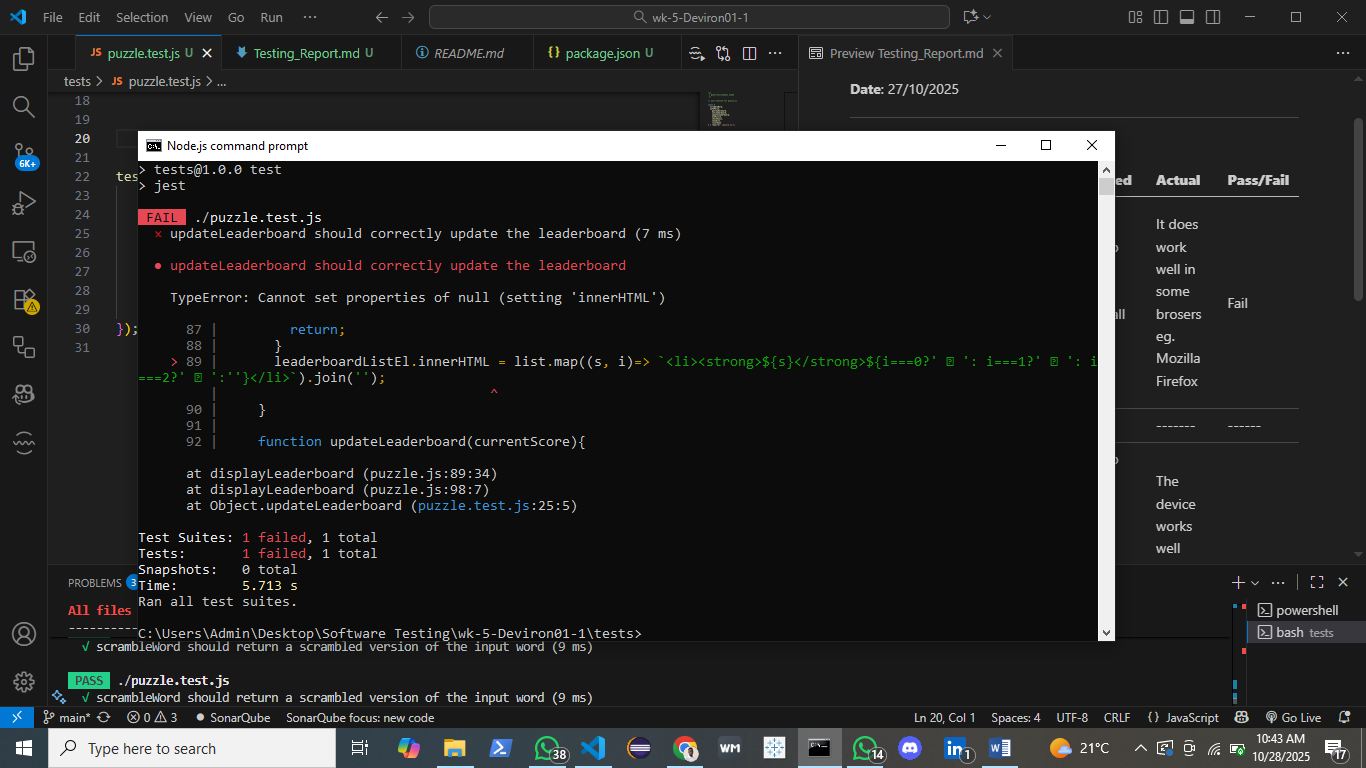 File Edit Selection View Go Run ···
wk-5-Deviron01-1
JS puzzle.test.js U
Testing_Report.md U
README.md
{} package.json U
···
Preview Testing_Report.md
···
tests > JS puzzle.test.js > ...
18
19
20
21
22 tes
23
24
25
26
27
28
29
30 });
31
Date: 27/10/2025
ed Actual Pass/Fail
It does
work
well in
some
all
brosers
eg.
Mozilla
Firefox
Fail
------- ------
The
device
works
well
Node.js command prompt
> tests@1.0.0 test
> jest
FAIL ./puzzle.test.js
× updateLeaderboard should correctly update the leaderboard (7 ms)
● updateLeaderboard should correctly update the leaderboard
TypeError: Cannot set properties of null (setting 'innerHTML')
87 | return;
88 | }
> 89 | leaderboardListEl.innerHTML = list.map((s, i)=> `<li><strong>${s}</strong>${i===0?' ': i===1?' ': i
===2?' ':''}</li>`).join('');
| ^
90 | }
91 |
92 | function updateLeaderboard(currentScore){
at displayLeaderboard (puzzle.js:89:34)
at displayLeaderboard (puzzle.js:98:7)
at Object.updateLeaderboard (puzzle.test.js:25:5)
Test Suites: 1 failed, 1 total
Tests: 1 failed, 1 total
Snapshots: 0 total
Time: 5.713 s
Ran all test suites.
C:\Users\Admin\Desktop\Software Testing\wk-5-Deviron01-1\tests>
6K+
PROBLEMS 3
All files
----------
√ scrambleWord should return a scrambled version of the input word (9 ms)
PASS ./puzzle.test.js
√ scrambleWord should return a scrambled version of the input word (9 ms)
powershell
bash tests
main* 0 3 SonarQube SonarQube focus: new code
Ln 20, Col 1 Spaces: 4 UTF-8 CRLF {} JavaScript Go Live
Type here to search
38
WM
14
in 1
21°C
10:43 AM
10/28/2025
17